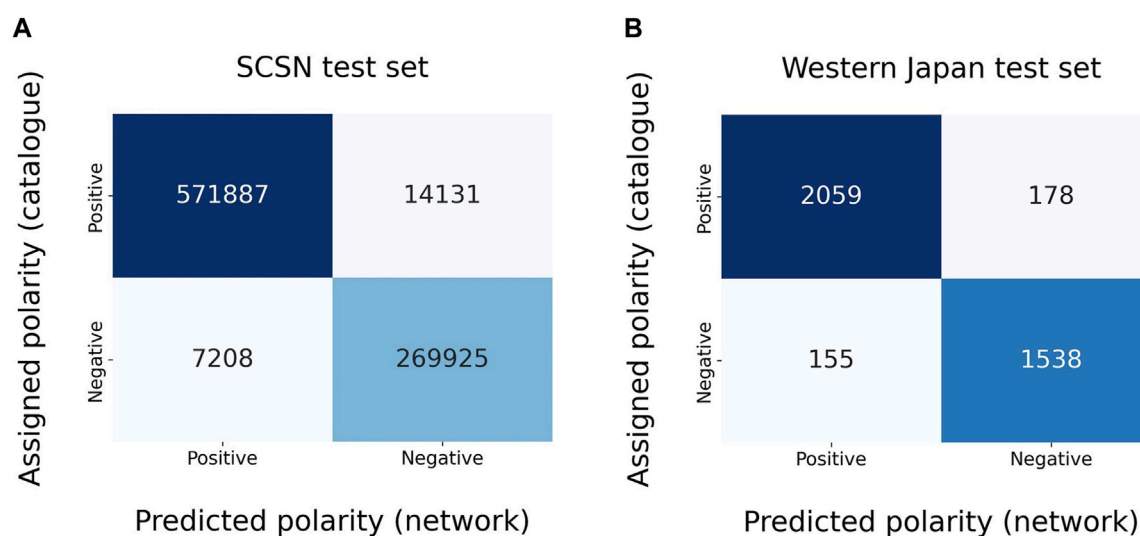 A
SCSN test set
Assigned polarity (catalogue)
Positive
Negative
571887 14131
7208 269925
Positive Negative
Predicted polarity (network)
B
Western Japan test set
Assigned polarity (catalogue)
Positive
Negative
2059 178
155 1538
Positive Negative
Predicted polarity (network)